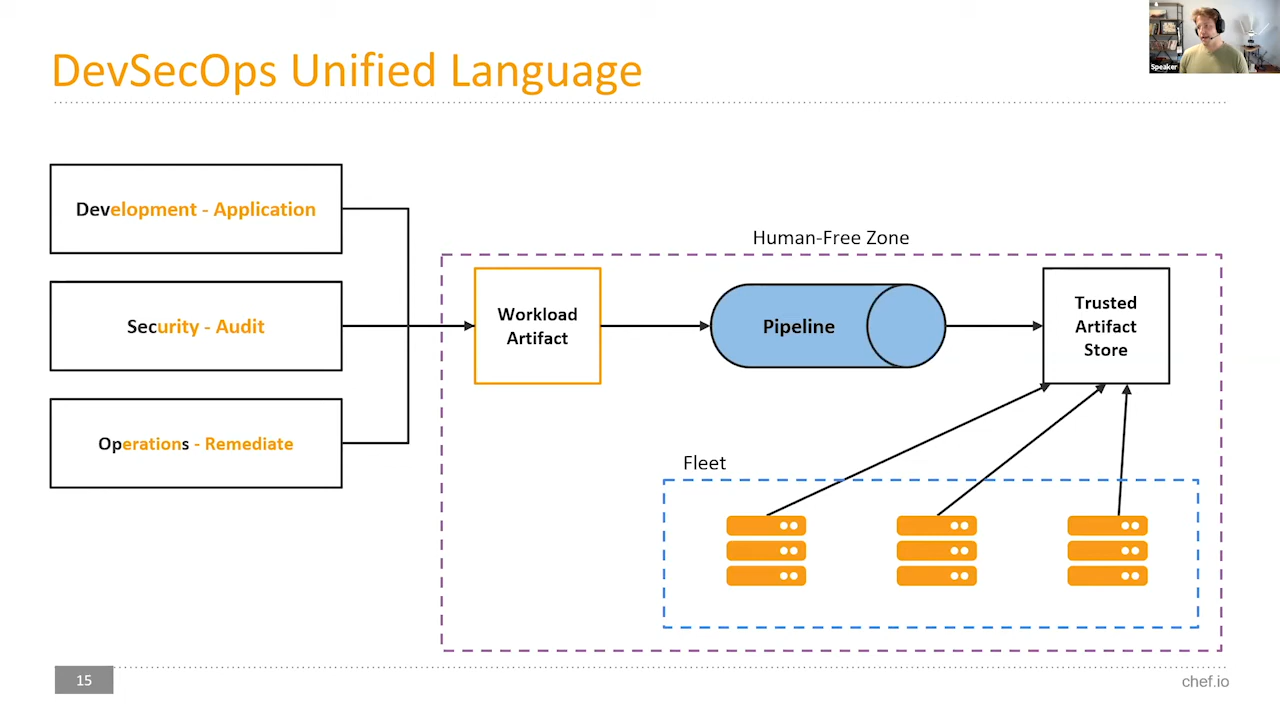 DevSecOps Unified Language
Speaker
Development - Application
Security - Audit
Operations - Remediate
Human-Free Zone
Workload
Artifact
Pipeline
Trusted
Artifact
Store
Fleet
15
chef.io